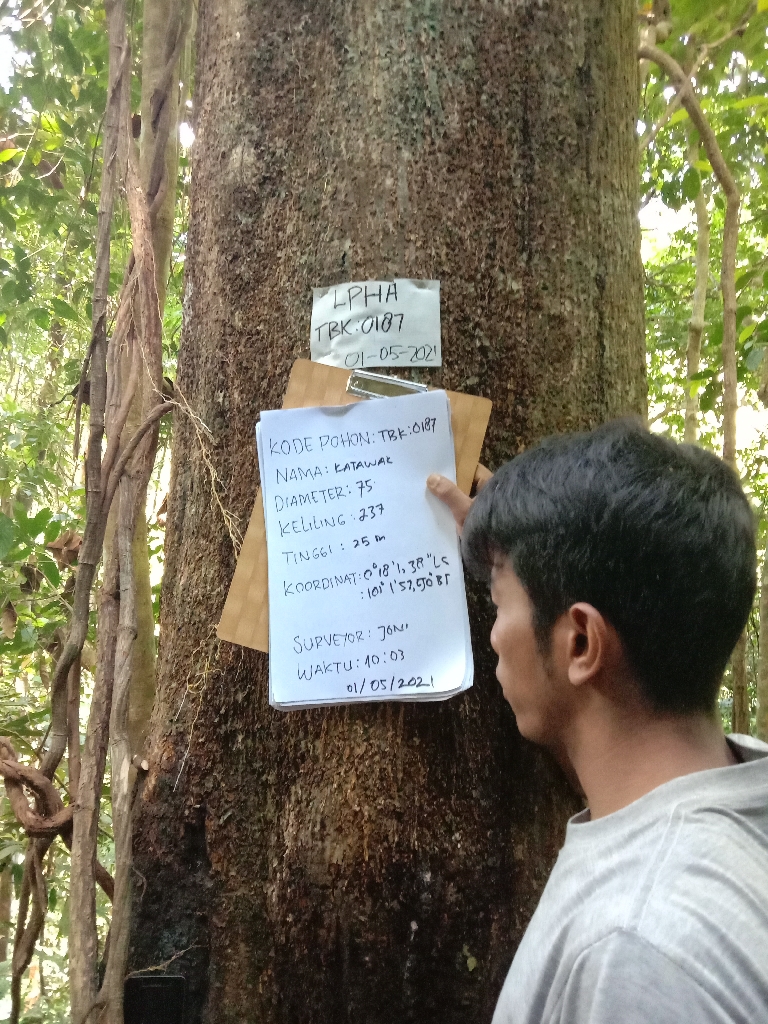 LPHA
TBK:0187
01-05-2021
KODE POHON: TBK:0187
NAMA: KATAWAK
DIAMETER: 75
KELILING: 237
TINGGI : 25 m
KOORDINAT: 0°18'1,38"LS
:101°1'57,50"BT
SURVEYOR: JONI
WAKTU: 10:03
01/05/2021